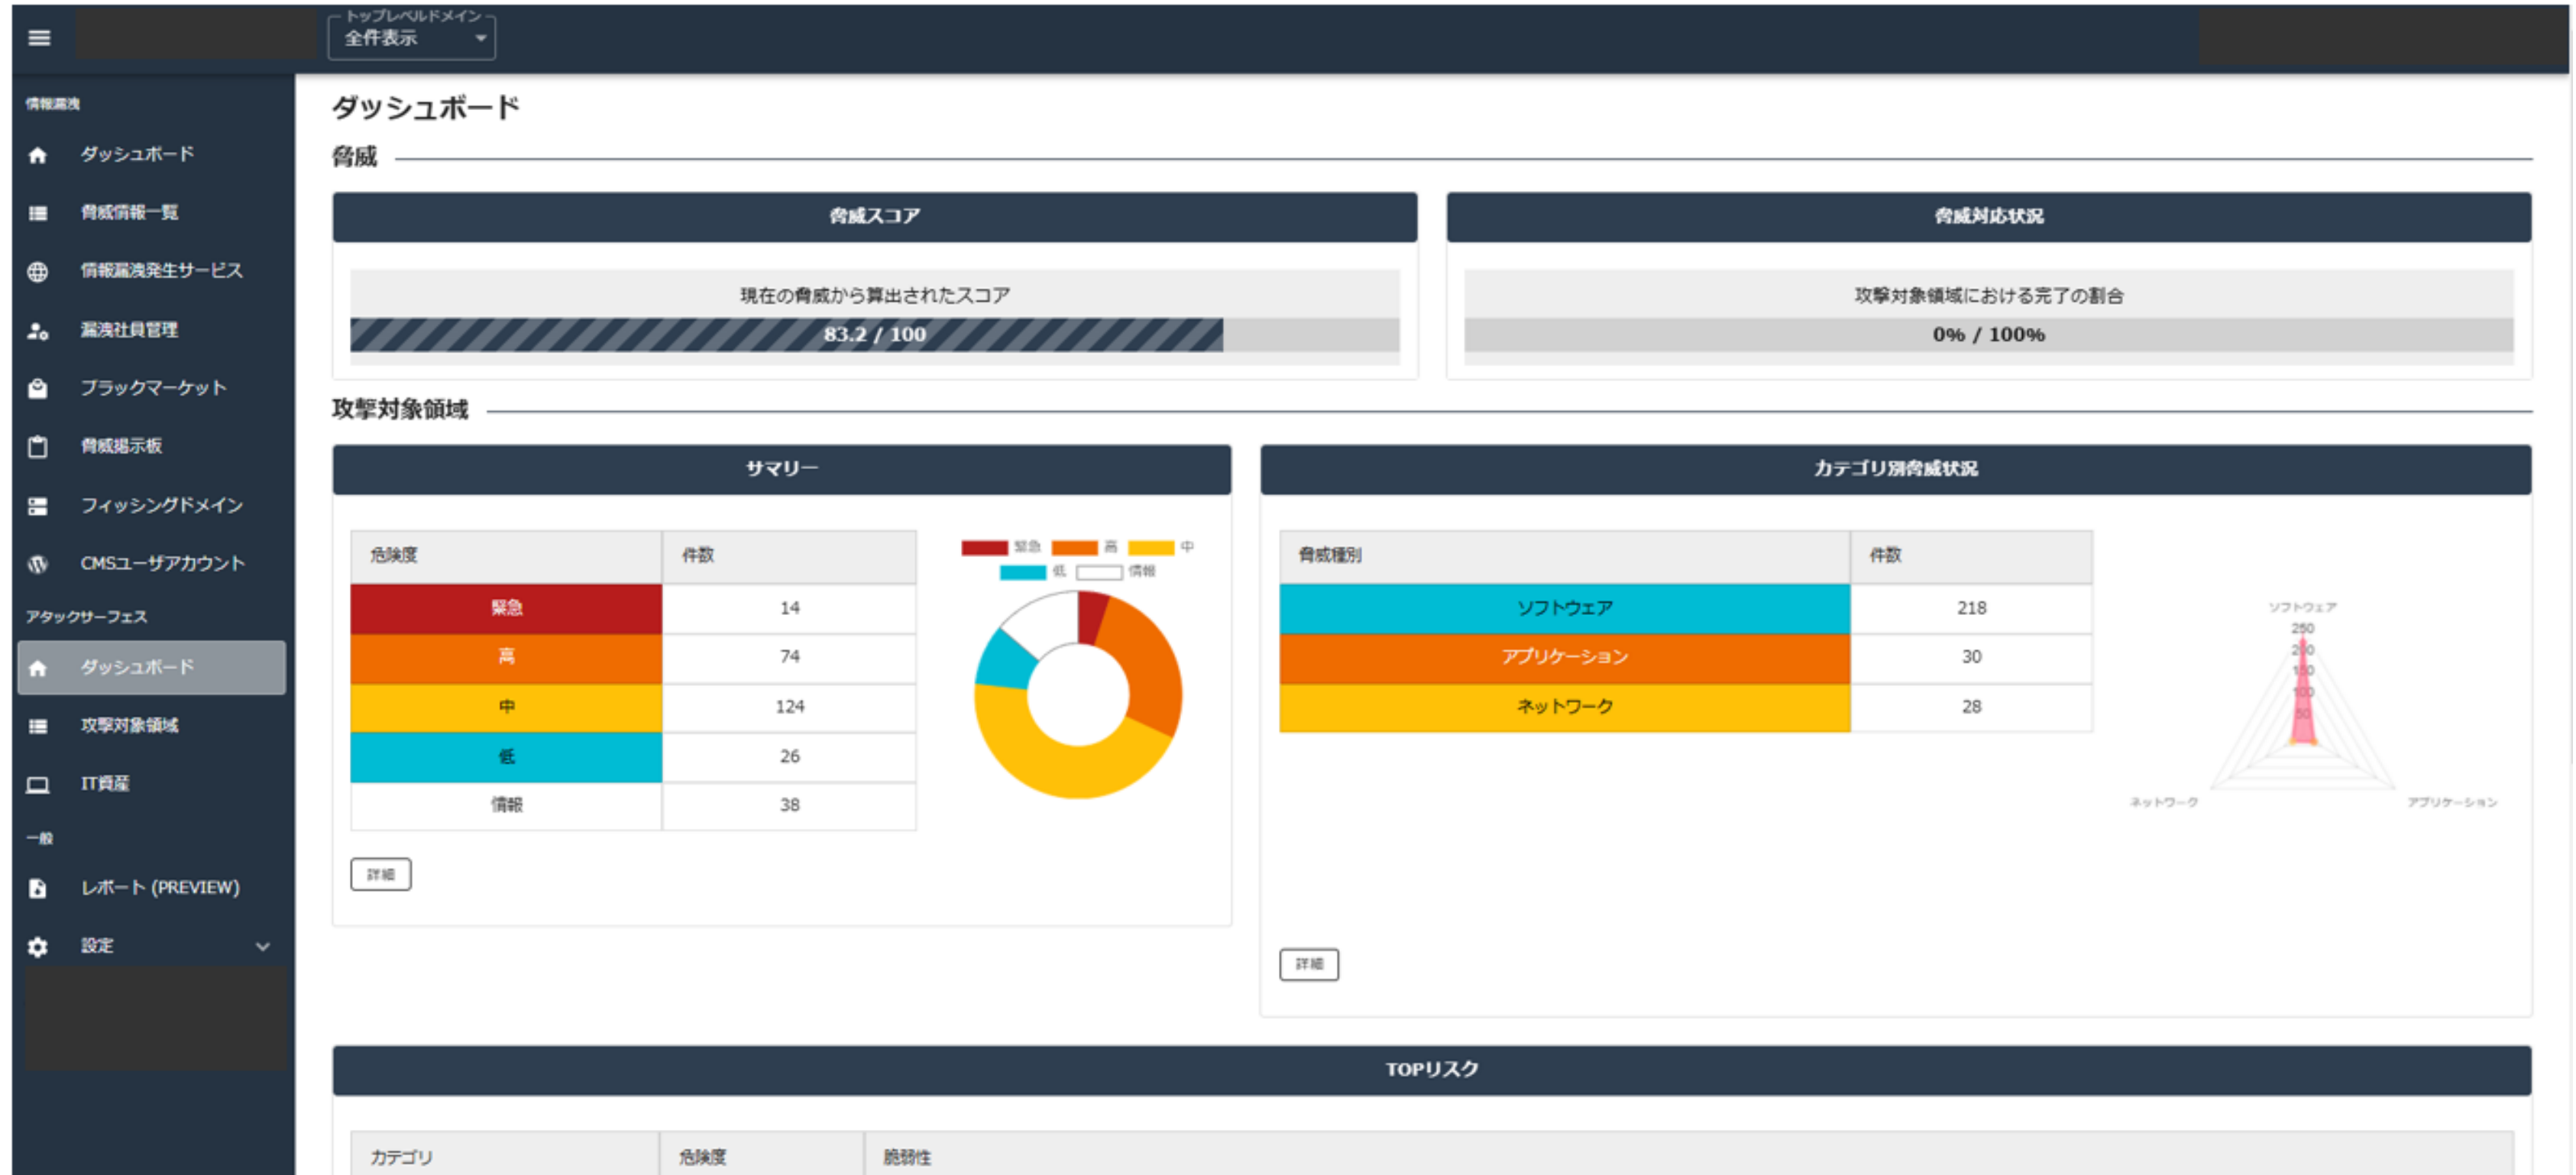 トップレベルドメイン
全件表示
情報漏洩
ダッシュボード
脅威情報一覧
情報漏洩発生サービス
漏洩社員管理
ブラックマーケット
脅威掲示板
フィッシングドメイン
CMSユーザアカウント
アタックサーフェス
ダッシュボード
攻撃対象領域
IT資産
一般
レポート (PREVIEW)
設定
ダッシュボード
脅威
脅威スコア
現在の脅威から算出されたスコア
83.2 / 100
脅威対応状況
攻撃対象領域における完了の割合
0% / 100%
攻撃対象領域
サマリー
危険度 件数
緊急 14
高 74
中 124
低 26
情報 38
緊急 高 中
低 情報
詳細
カテゴリ別脅威状況
脅威種別 件数
ソフトウェア 218
アプリケーション 30
ネットワーク 28
ソフトウェア
250
200
150
100
50
ネットワーク アプリケーション
詳細
TOPリスク
カテゴリ 危険度 脆弱性